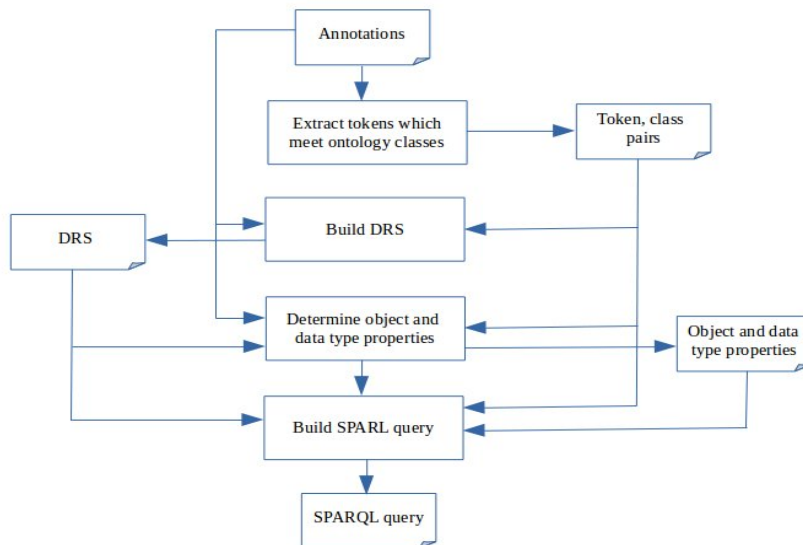 Annotations
Extract tokens which
meet ontology classes
Token, class
pairs
Build DRS
DRS
Determine object and
data type properties
Object and data
type properties
Build SPARL query
SPARQL query